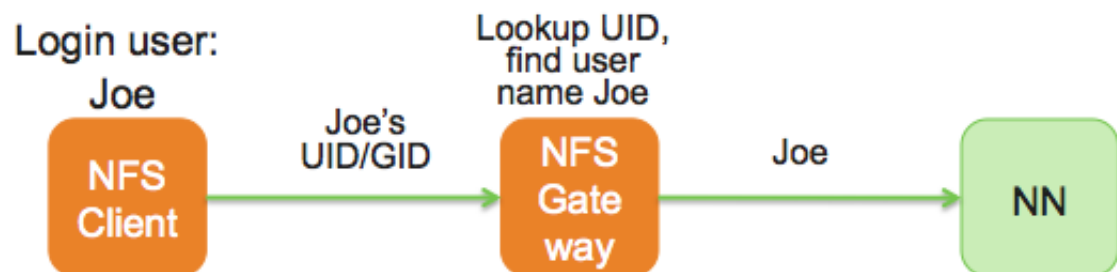 Login user:
Joe
NFS
Client
Joe's
UID/GID
Lookup UID,
find user
name Joe
NFS
Gate
way
Joe
NN